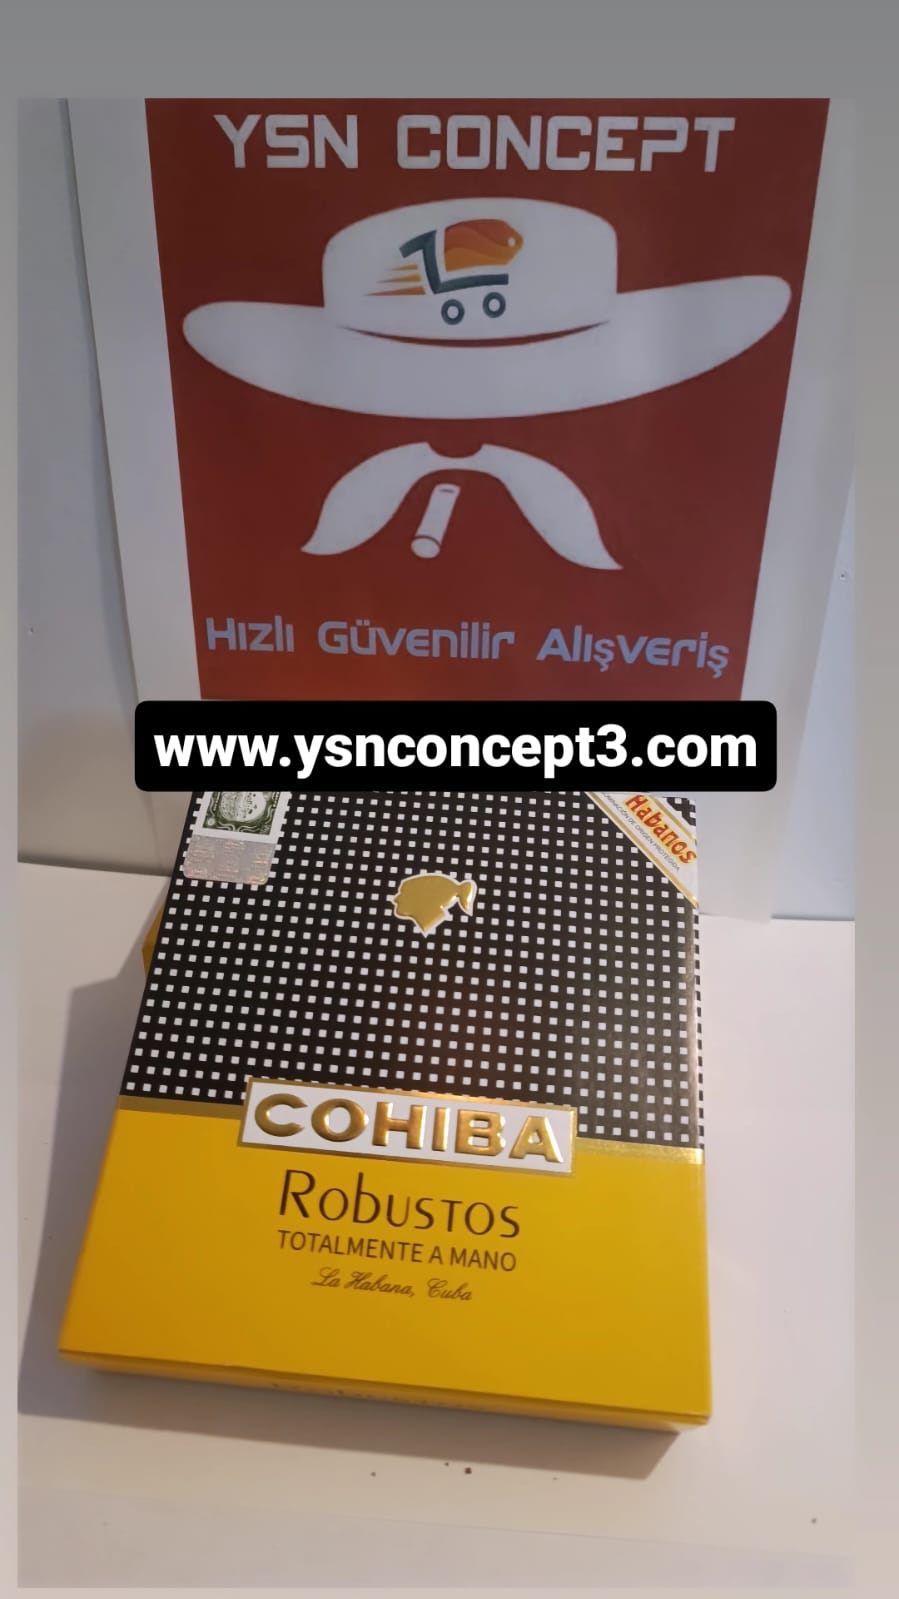 YSN CONCEPT
Hızlı Güvenilir Alışveriş
www.ysnconcept3.com
Habanos
COHIBA
Robustos
TOTALMENTE A MANO
La Habana, Cuba